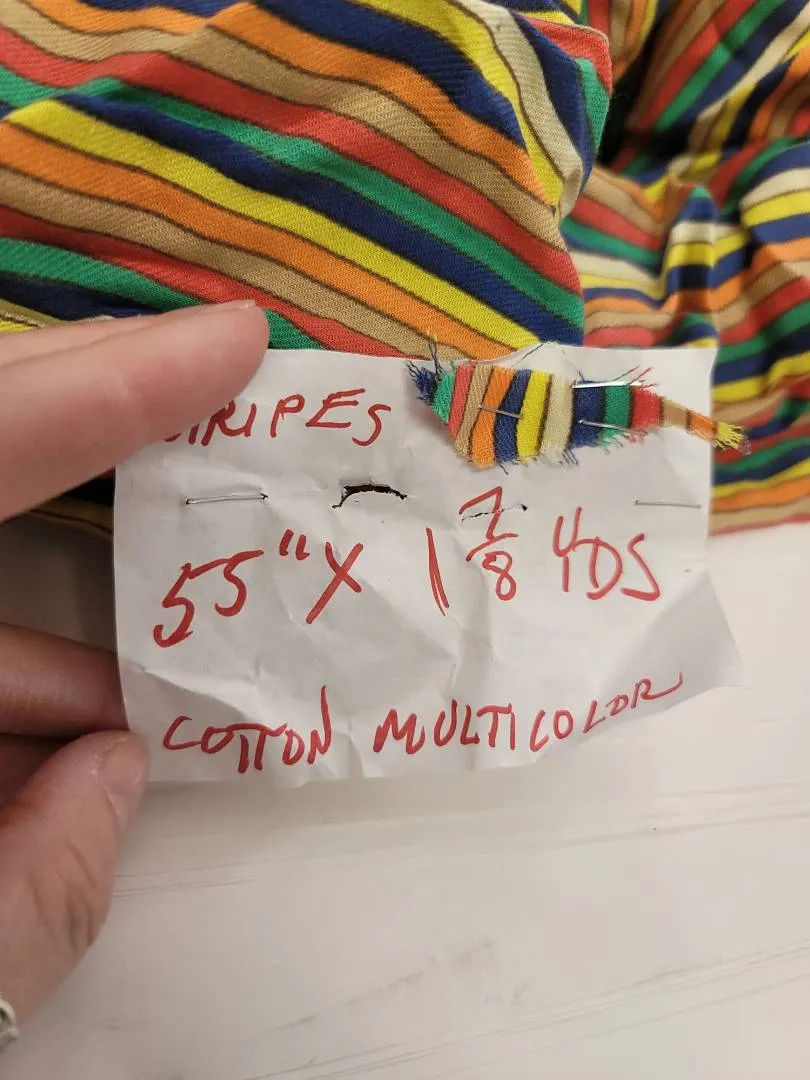 STRIPES
55" X 1 7/8 YDS
COTTON MULTICOLOR